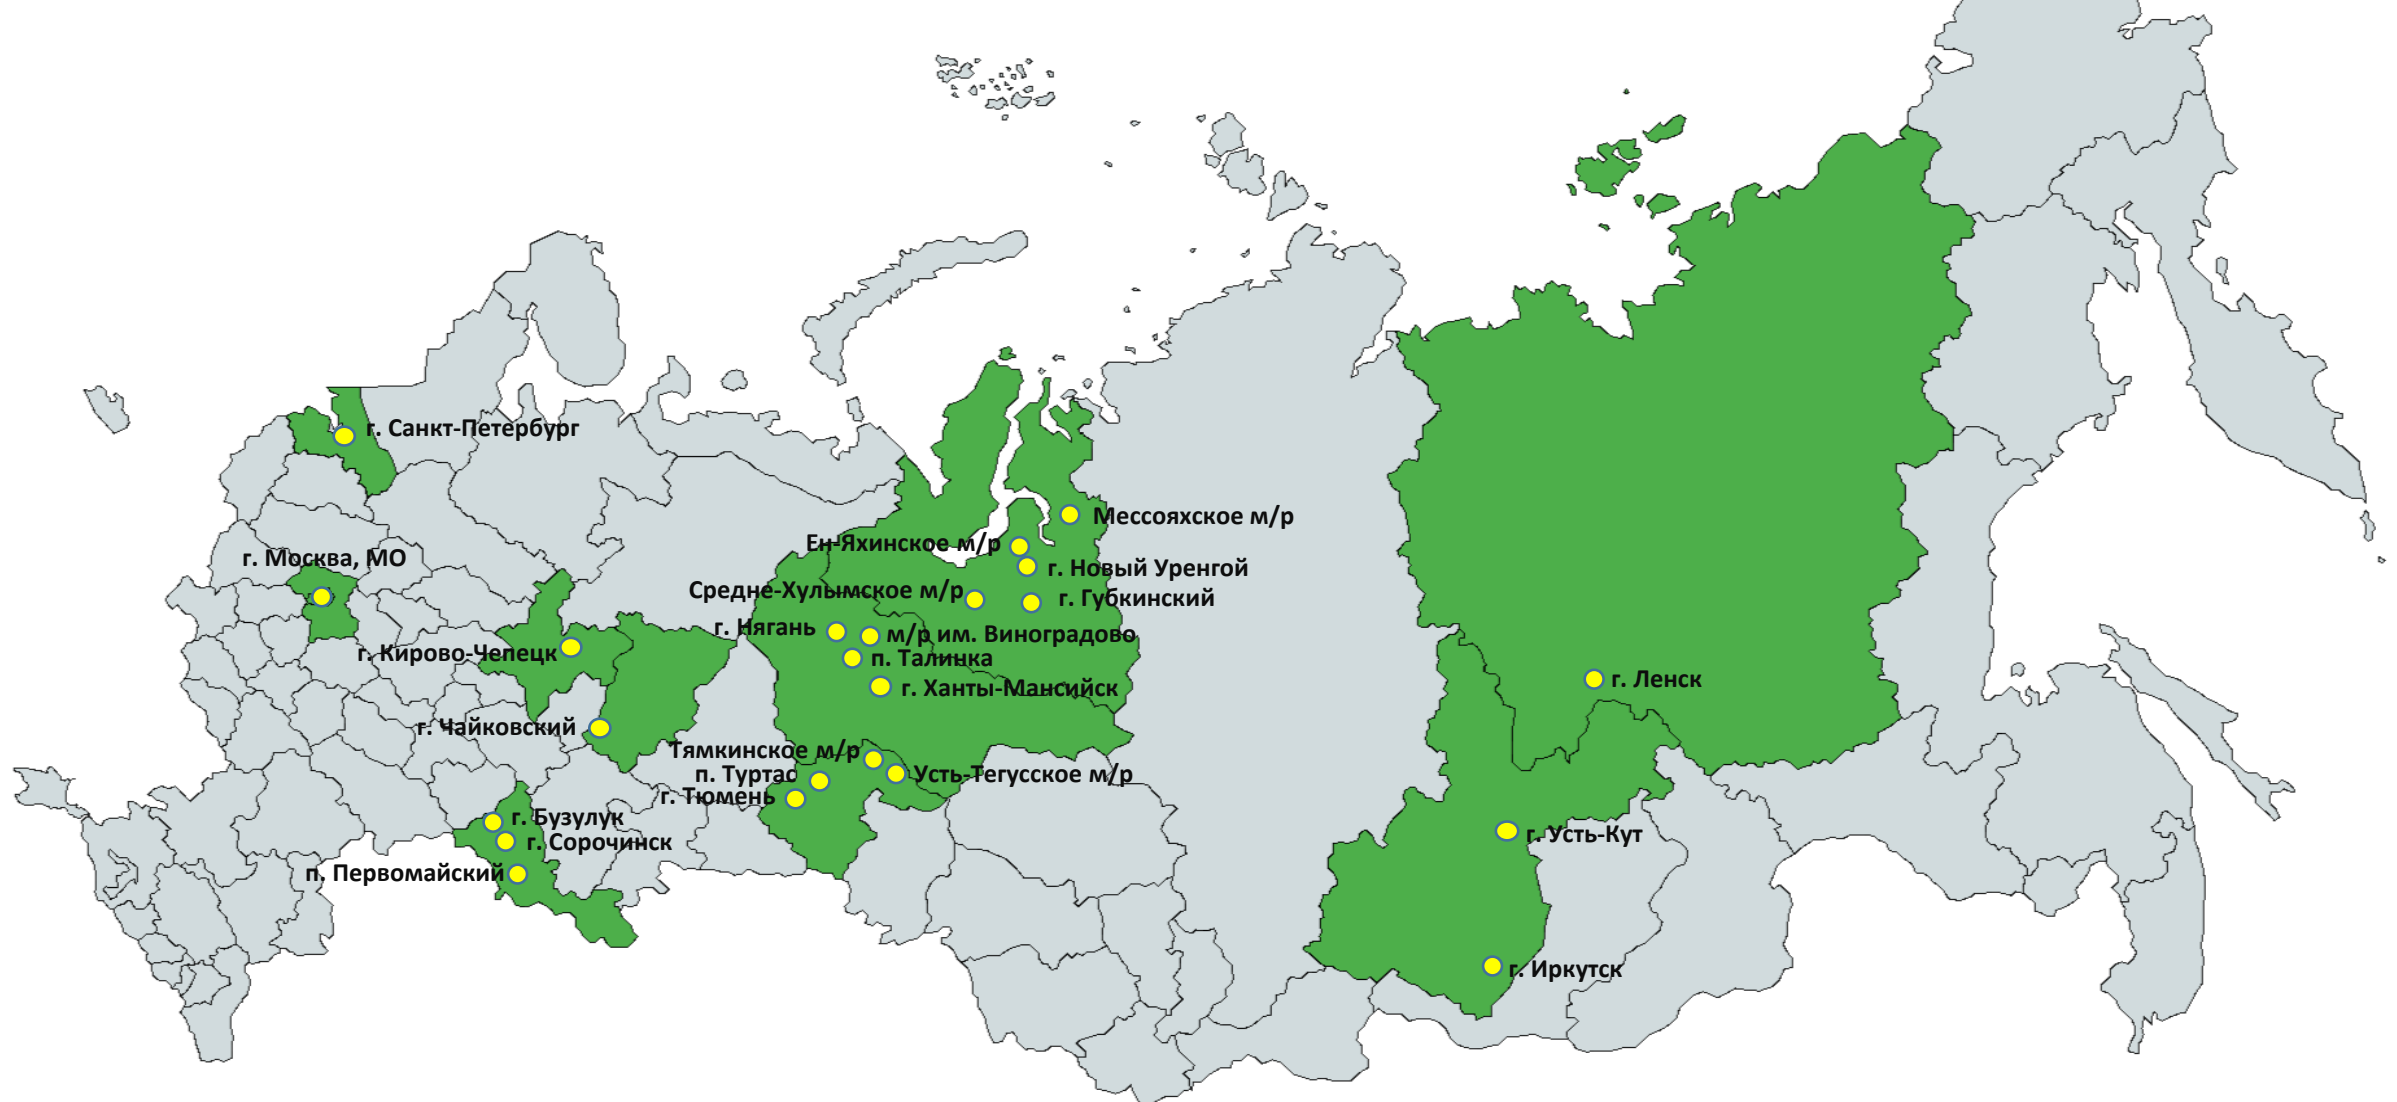 г. Санкт-Петербург
Мессояхское м/р
Ен-Яхинское м/р
г. Москва, МО
г. Новый Уренгой
Средне-Хулымское м/р
г. Губкинский
г. Нягань
м/р им. Виноградово
г. Кирово-Чепецк
п. Талинка
г. Ханты-Мансийск
г. Ленск
г. Чайковский
Тямкинское м/р
п. Туртас
Усть-Тегусское м/р
г. Тюмень
г. Бузулук
г. Сорочинск
г. Усть-Кут
п. Первомайский
г. Иркутск